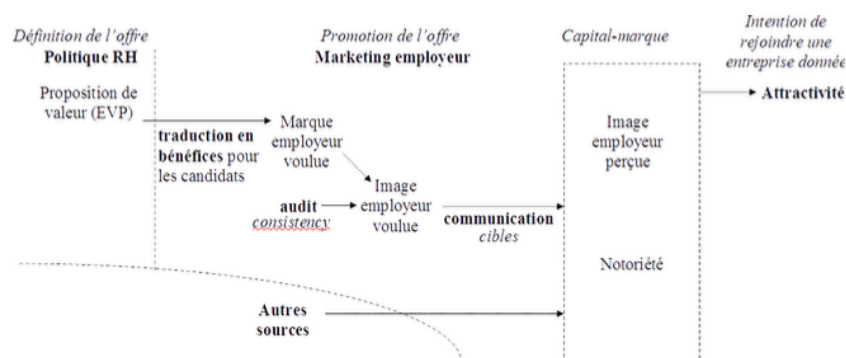 Définition de l'offre
Politique RH
Promotion de l'offre
Marketing employeur
Capital-marque
Intention de
rejoindre une
entreprise donnée
Attractivité
Proposition de
valeur (EVP)
traduction en
bénéfices pour
les candidats
Marque
employeur
voulue
Image
employeur
voulue
audit
consistency
communication
cibles
Image
employeur
perçue
Notoriété
Autres
sources